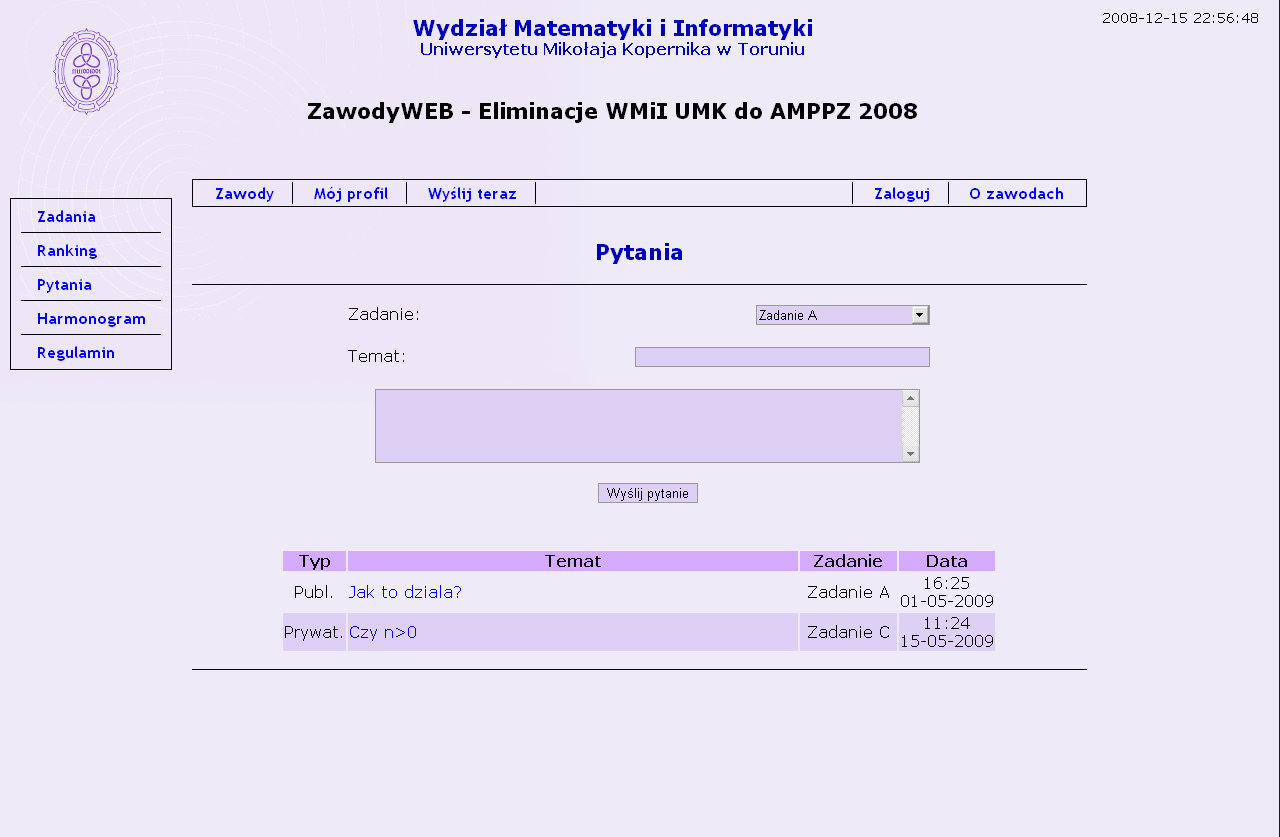 2008-12-15 22:56:48
Wydział Matematyki i Informatyki
Uniwersytetu Mikołaja Kopernika w Toruniu
ZawodyWEB - Eliminacje WMiI UMK do AMPPZ 2008
Zawody Mój profil Wyślij teraz Zaloguj O zawodach
Zadania
Ranking
Pytania
Harmonogram
Regulamin
Pytania
Zadanie: Zadanie A
Temat:
Wyślij pytanie
Typ Temat Zadanie Data
Publ. Jak to dziala? Zadanie A 16:25
01-05-2009
Prywat. Czy n>0 Zadanie C 11:24
15-05-2009